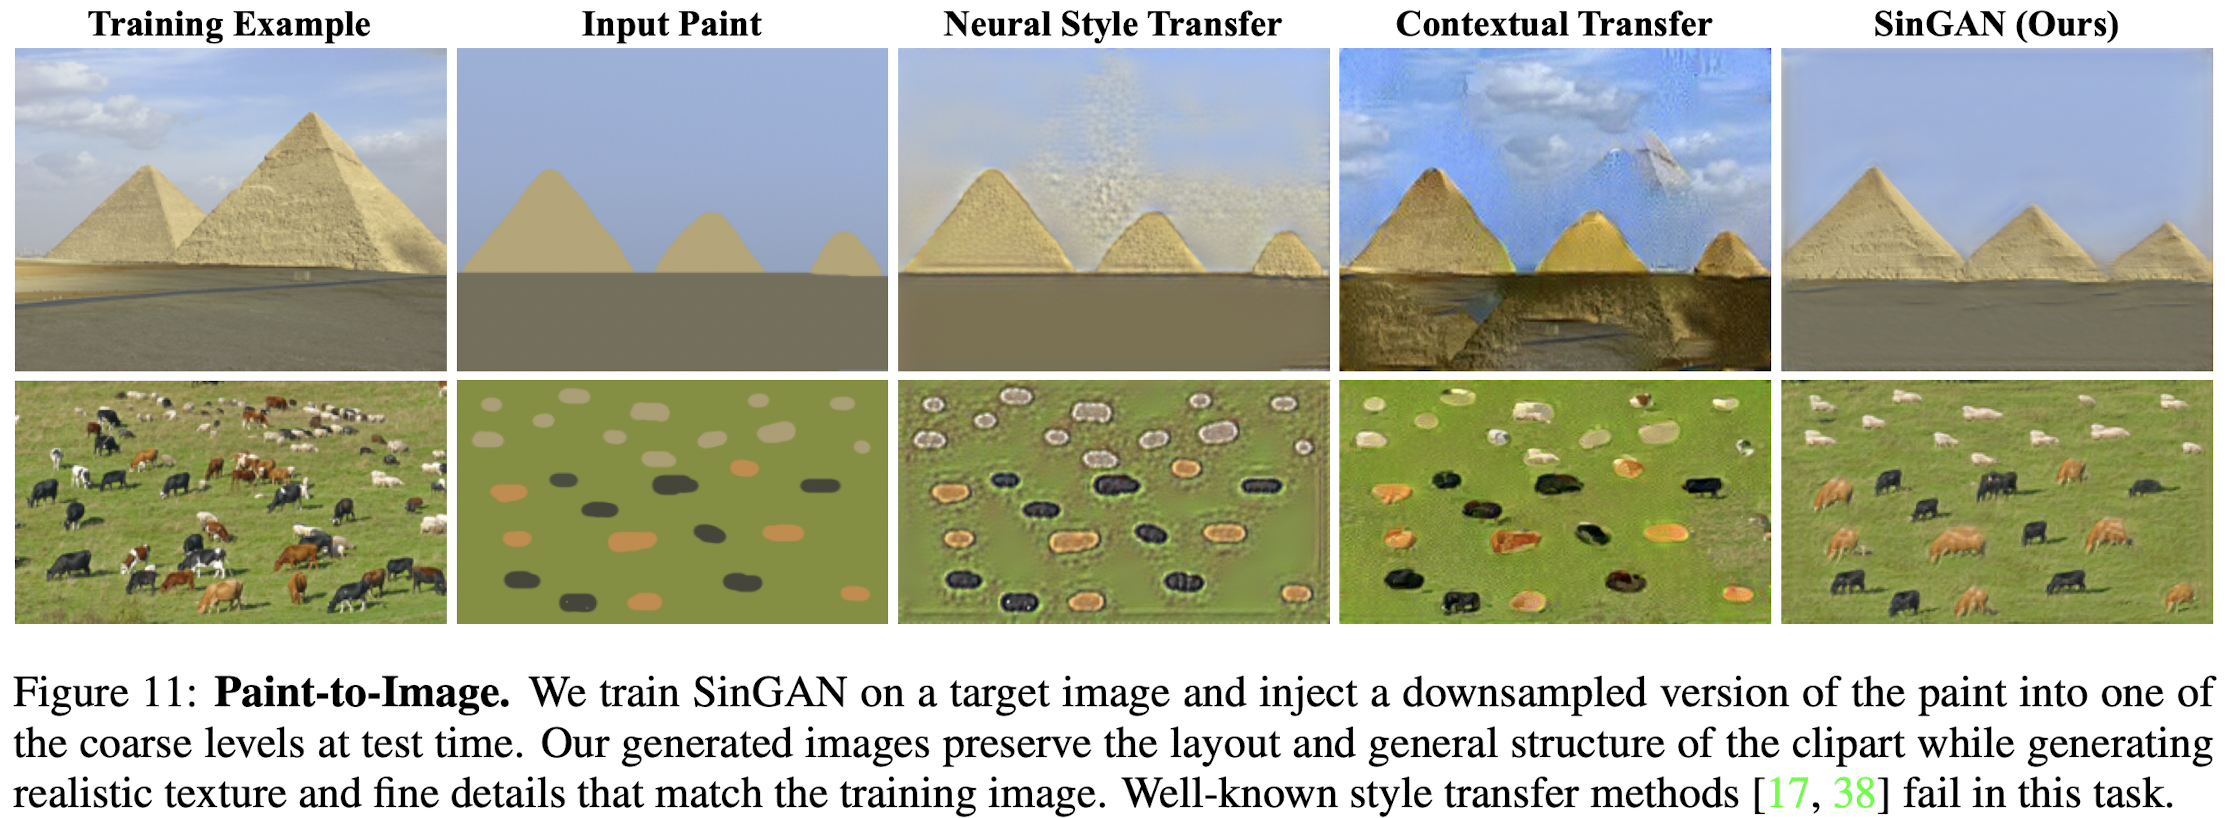 Training Example Input Paint Neural Style Transfer Contextual Transfer SinGAN (Ours)
Figure 11: Paint-to-Image. We train SinGAN on a target image and inject a downsampled version of the paint into one of
the coarse levels at test time. Our generated images preserve the layout and general structure of the clipart while generating
realistic texture and fine details that match the training image. Well-known style transfer methods [17, 38] fail in this task.